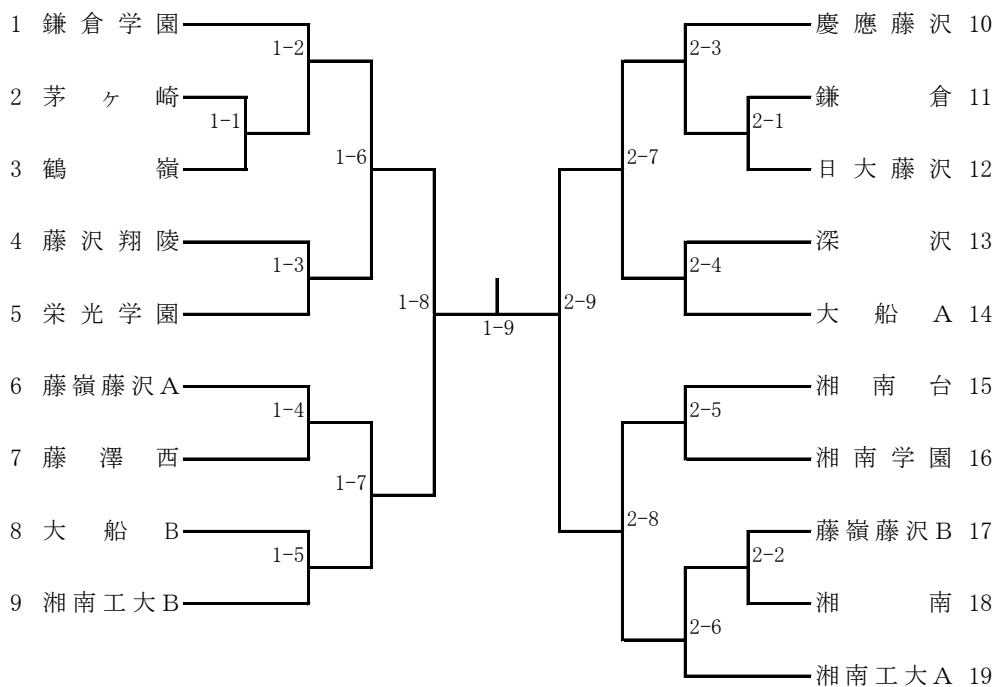 1 鎌倉学園
慶應藤沢 10
1-2
2-3
2 茅ヶ崎
鎌倉 11
1-1
2-1
3 鶴嶺
1-6
2-7
日大藤沢 12
4 藤沢翔陵
深沢 13
1-3
2-4
1-8
2-9
5 栄光学園
1-9
大船A 14
6 藤嶺藤沢A
湘南台 15
1-4
2-5
7 藤澤西
湘南学園 16
1-7
2-8
8 大船B
藤嶺藤沢B 17
1-5
2-2
9 湘南工大B
湘南 18
2-6
湘南工大A 19